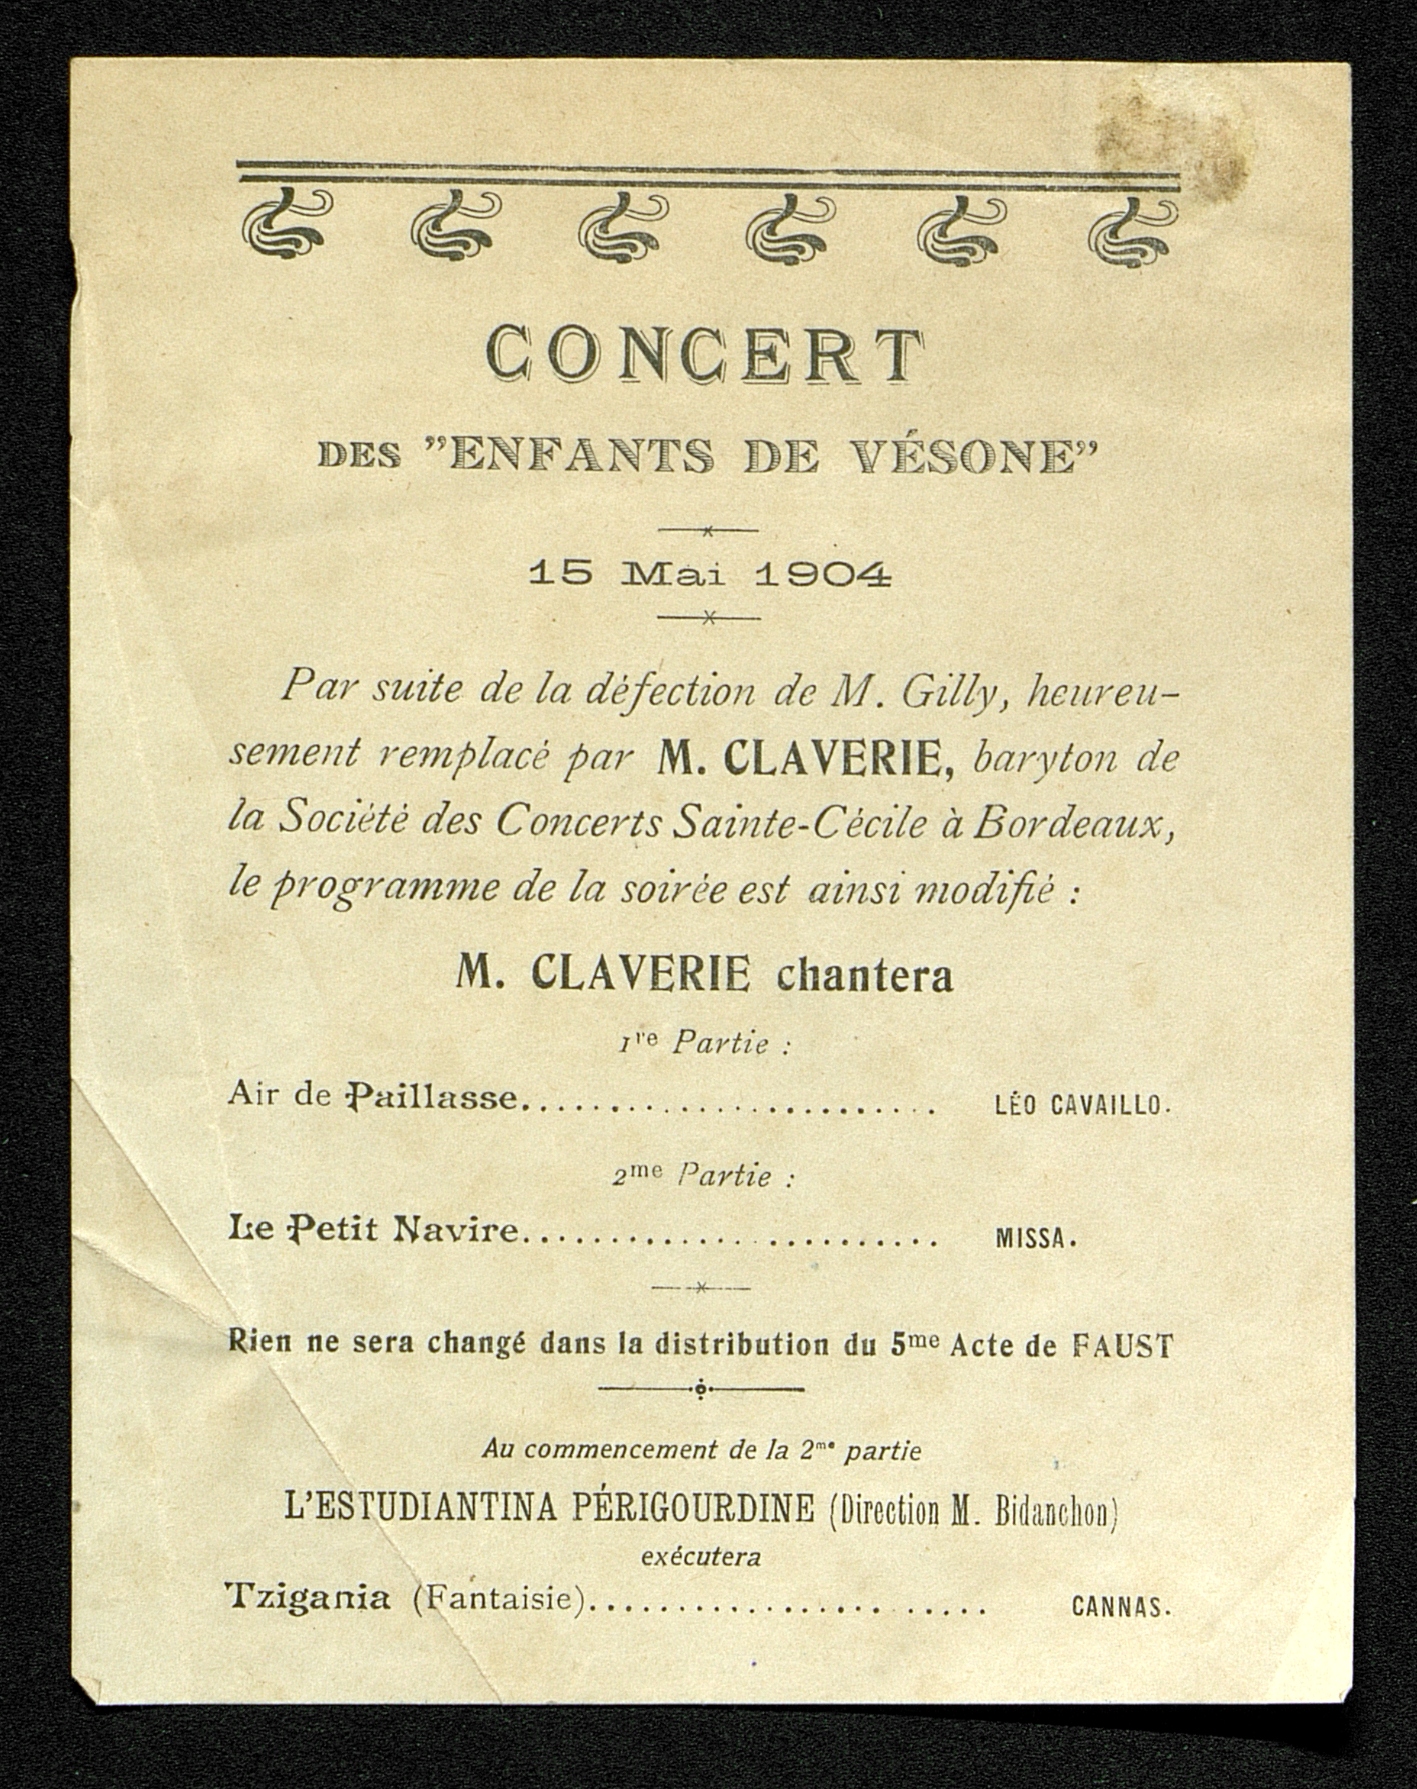 CONCERT
DES "ENFANTS DE VÉSONE"
15 Mai 1904
Par suite de la défection de M. Gilly, heureu-
sement remplacé par M. CLAVERIE, baryton de
la Société des Concerts Sainte-Cécile à Bordeaux,
le programme de la soirée est ainsi modifié :
M. CLAVERIE chantera
1re Partie :
Air de Paillasse......................... LÉO CAVAILLO.
2me Partie :
Le Petit Navire......................... MISSA.
Rien ne sera changé dans la distribution du 5me Acte de FAUST
Au commencement de la 2me partie
L'ESTUDIANTINA PÉRIGOURDINE (Direction M. Bidanchon)
exécutera
Tzigania (Fantaisie)....................... CANNAS.